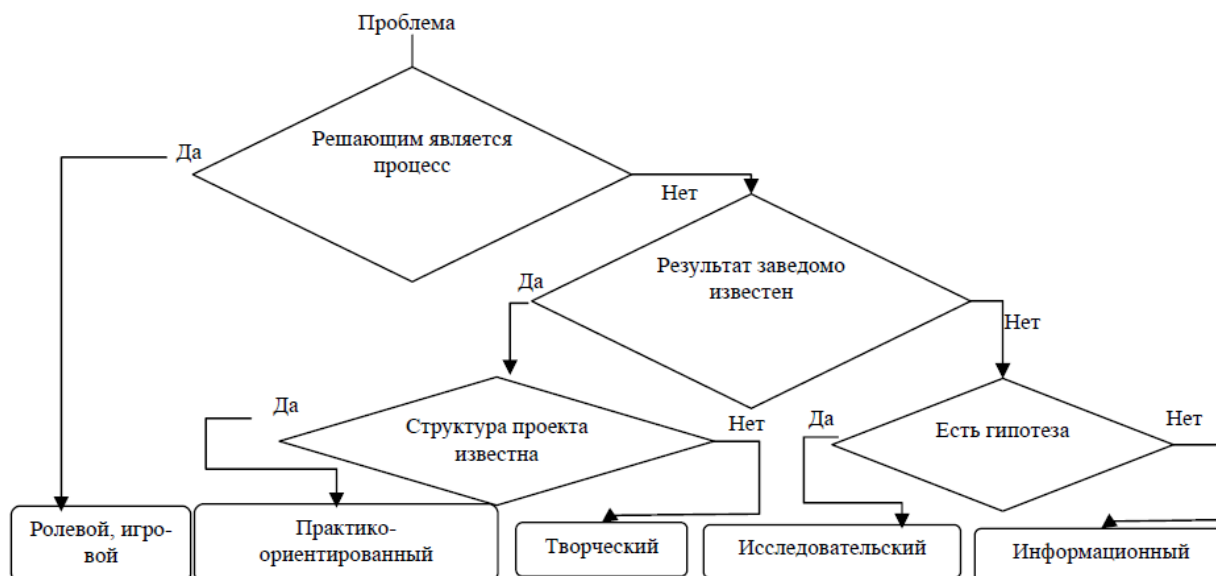 Проблема
Решающим является
процесс
Да
Нет
Результат заведомо
известен
Да
Нет
Структура проекта
известна
Да
Нет
Есть гипотеза
Да
Нет
Ролевой, игро-
вой
Практико-
ориентированный
Творческий
Исследовательский
Информационный